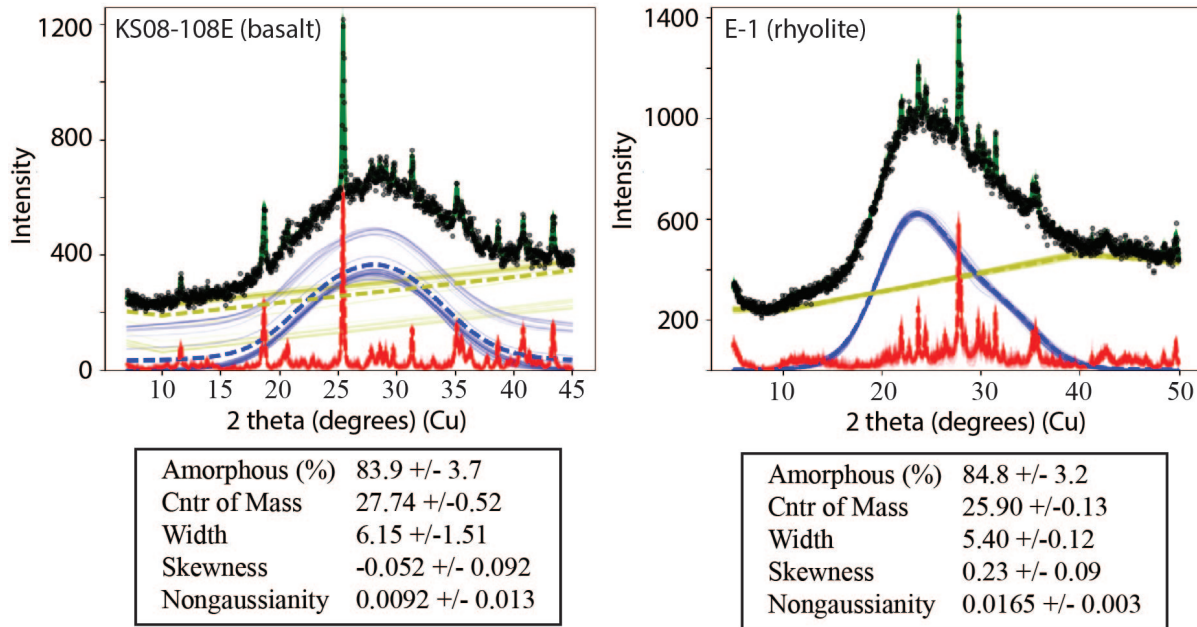 KS08-108E (basalt)
1200
800
400
0
Intensity
10 15 20 25 30 35 40 45
2 theta (degrees) (Cu)
Amorphous (%) 83.9 +/- 3.7
Cntr of Mass 27.74 +/-0.52
Width 6.15 +/-1.51
Skewness -0.052 +/- 0.092
Nongaussianity 0.0092 +/- 0.013
E-1 (rhyolite)
1400
1000
600
200
Intensity
10 20 30 40 50
2 theta (degrees) (Cu)
Amorphous (%) 84.8 +/- 3.2
Cntr of Mass 25.90 +/-0.13
Width 5.40 +/-0.12
Skewness 0.23 +/- 0.09
Nongaussianity 0.0165 +/- 0.003